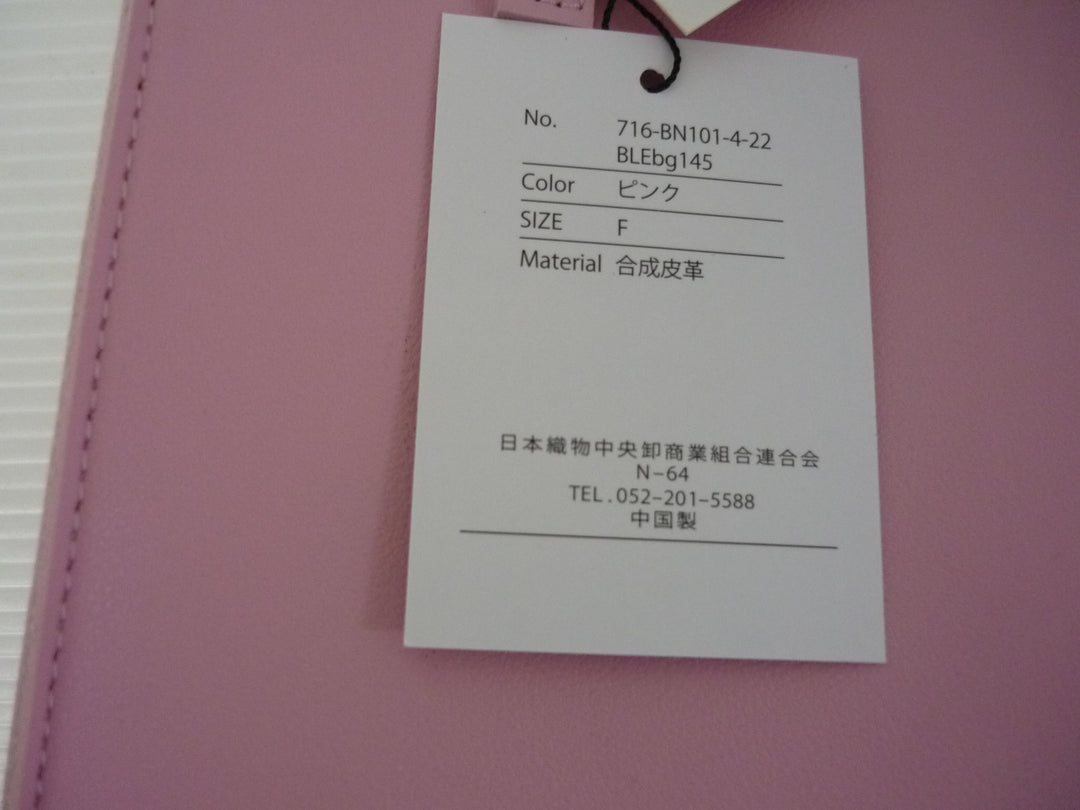 No. 716-BN101-4-22
BLEbg145
Color ピンク
SIZE F
Material 合成皮革
日本織物中央卸商業組合連合会
N-64
TEL.052-201-5588
中国製